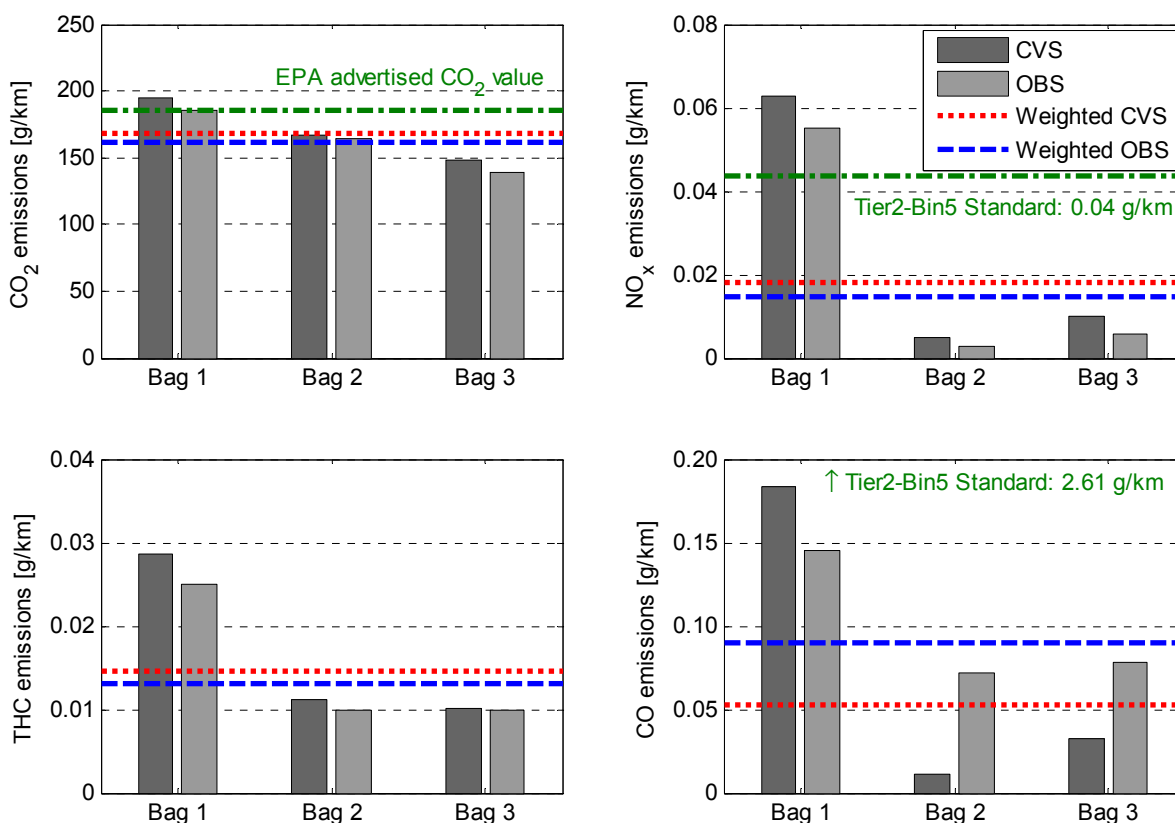 250
200
150
100
50
0
CO2 emissions [g/km]
EPA advertised CO2 value
Bag 1 Bag 2 Bag 3
0.08
0.06
0.04
0.02
0
NOx emissions [g/km]
CVS
OBS
Weighted CVS
Weighted OBS
Tier2-Bin5 Standard: 0.04 g/km
Bag 1 Bag 2 Bag 3
0.04
0.03
0.02
0.01
0
THC emissions [g/km]
Bag 1 Bag 2 Bag 3
0.20
0.15
0.10
0.05
0
CO emissions [g/km]
↑ Tier2-Bin5 Standard: 2.61 g/km
Bag 1 Bag 2 Bag 3